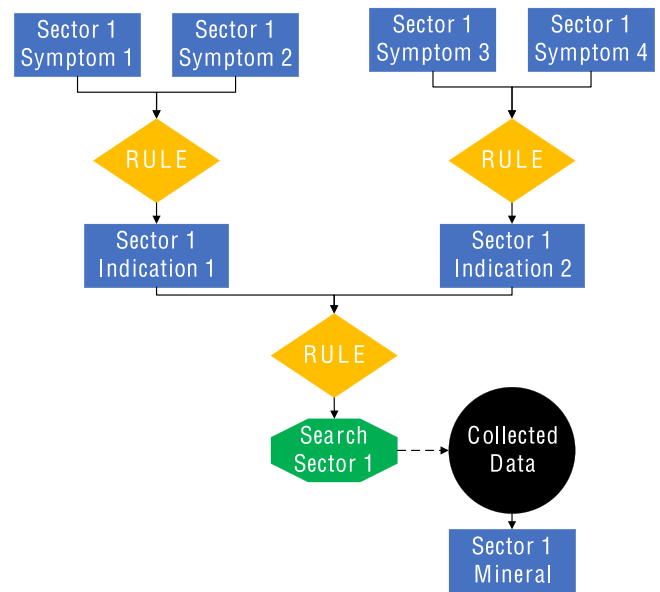 Sector 1
Symptom 1
Sector 1
Symptom 2
Sector 1
Symptom 3
Sector 1
Symptom 4
RULE
RULE
Sector 1
Indication 1
Sector 1
Indication 2
RULE
Search
Sector 1
Collected
Data
Sector 1
Mineral